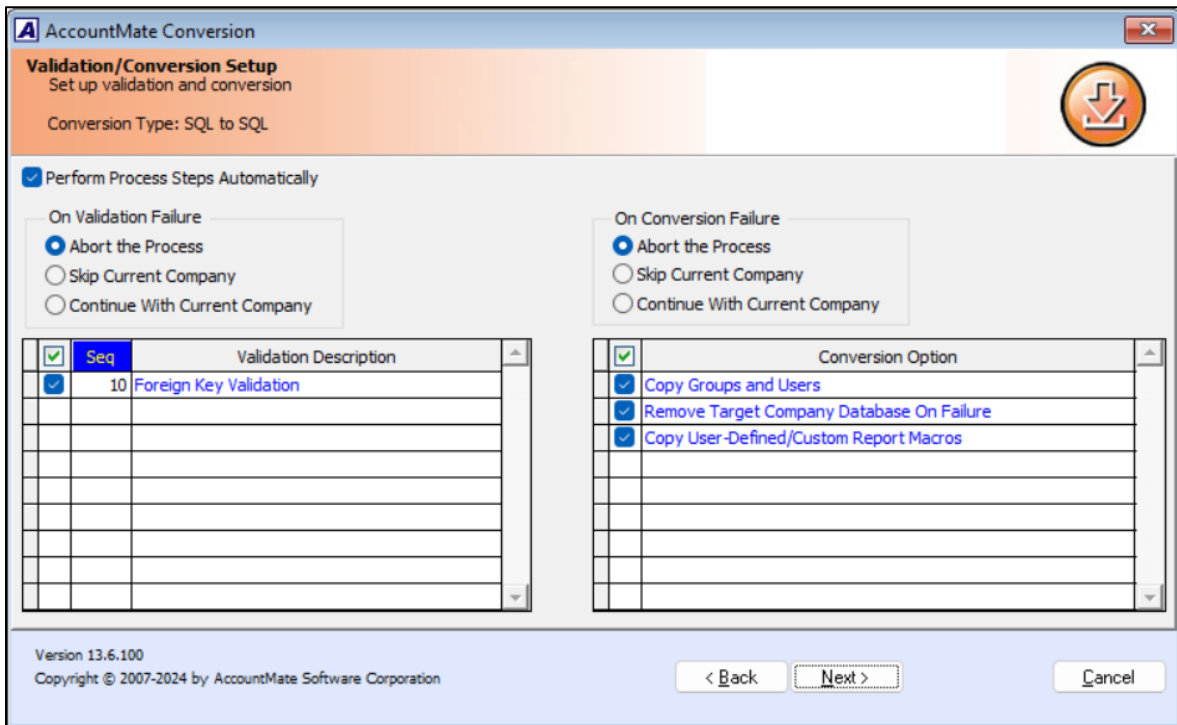 AccountMate Conversion
Validation/Conversion Setup
Set up validation and conversion
Conversion Type: SQL to SQL
Perform Process Steps Automatically
On Validation Failure
Abort the Process
Skip Current Company
Continue With Current Company
On Conversion Failure
Abort the Process
Skip Current Company
Continue With Current Company
Seq Validation Description
10 Foreign Key Validation
Conversion Option
Copy Groups and Users
Remove Target Company Database On Failure
Copy User-Defined/Custom Report Macros
Version 13.6.100
Copyright © 2007-2024 by AccountMate Software Corporation
< Back Next > Cancel